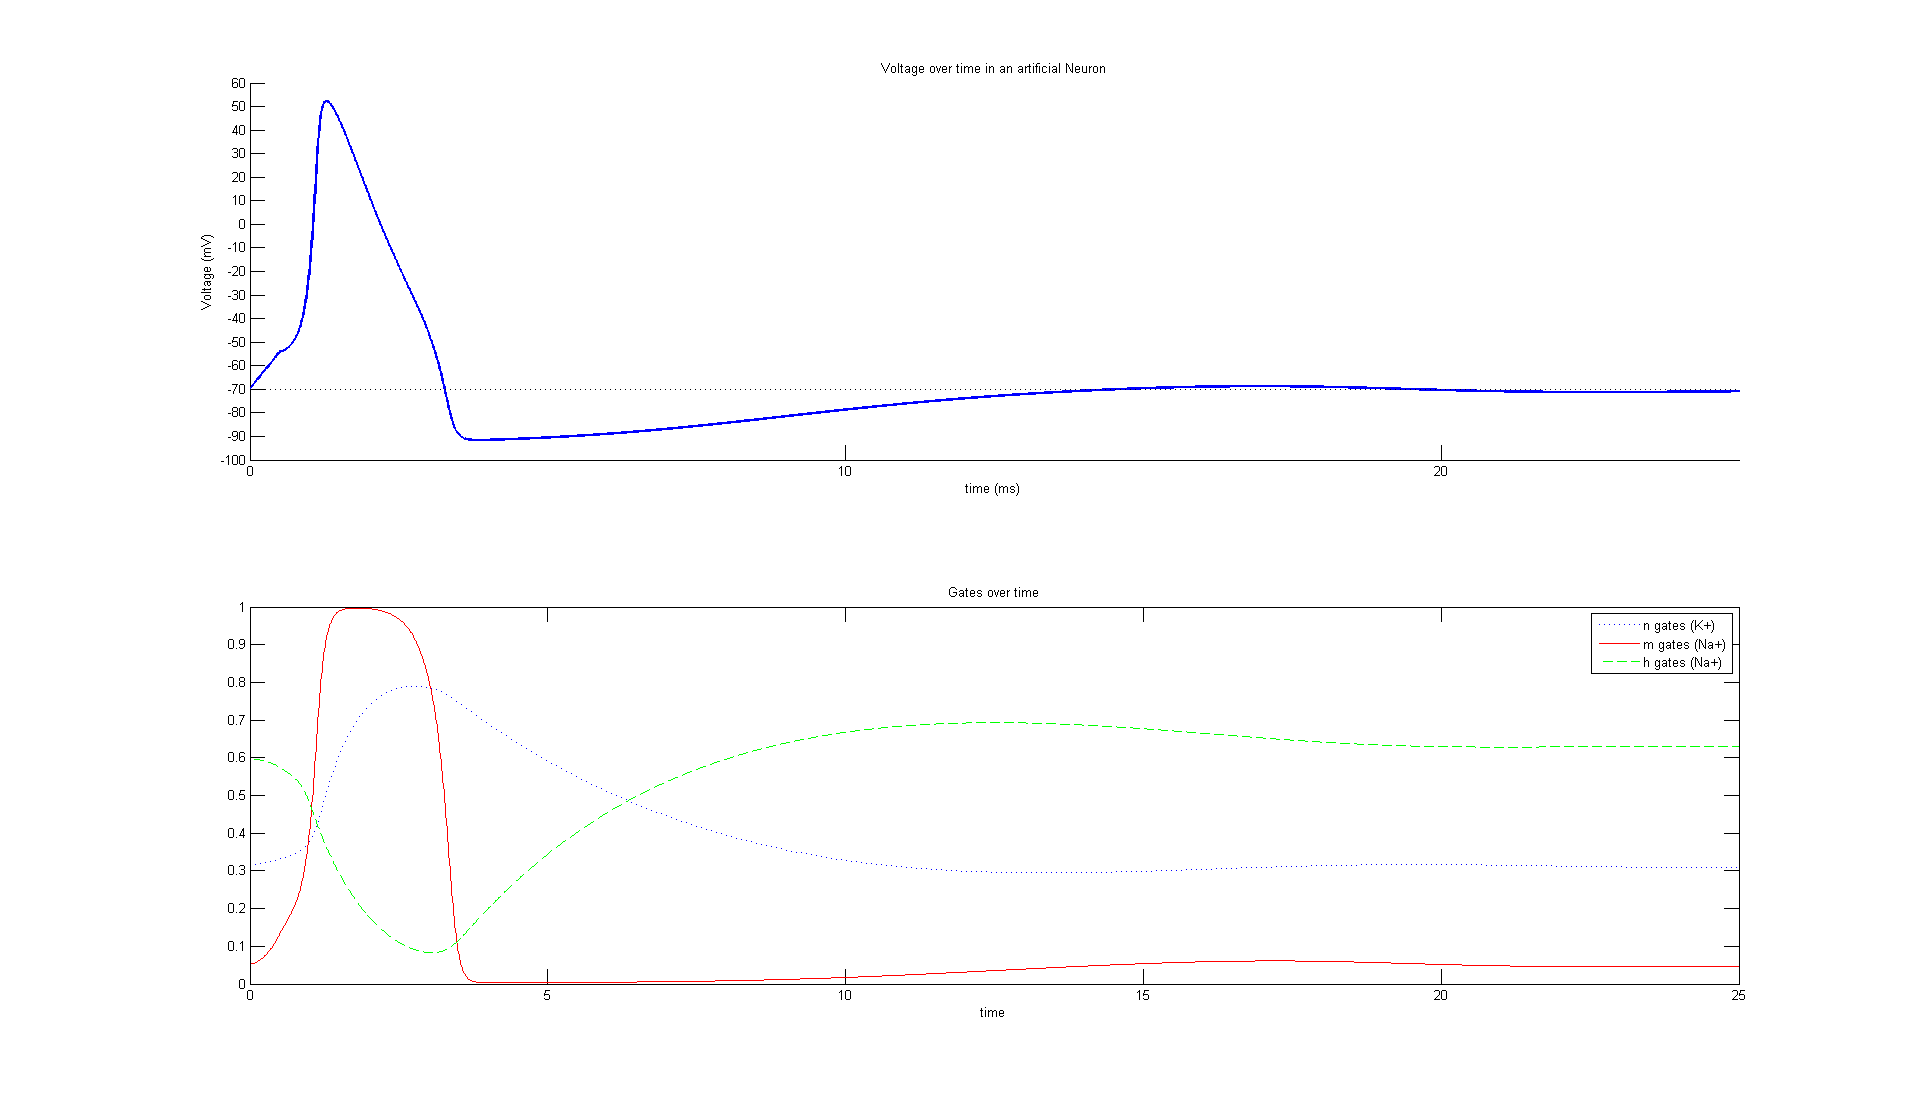 Voltage over time in an artificial Neuron
60
50
40
30
20
10
0
-10
-20
-30
-40
-50
-60
-70
-80
-90
-100
Voltage (mV)
0 10 20
time (ms)
Gates over time
1
0.9
0.8
0.7
0.6
0.5
0.4
0.3
0.2
0.1
0
n gates (K+)
m gates (Na+)
h gates (Na+)
0 5 10 15 20 25
time